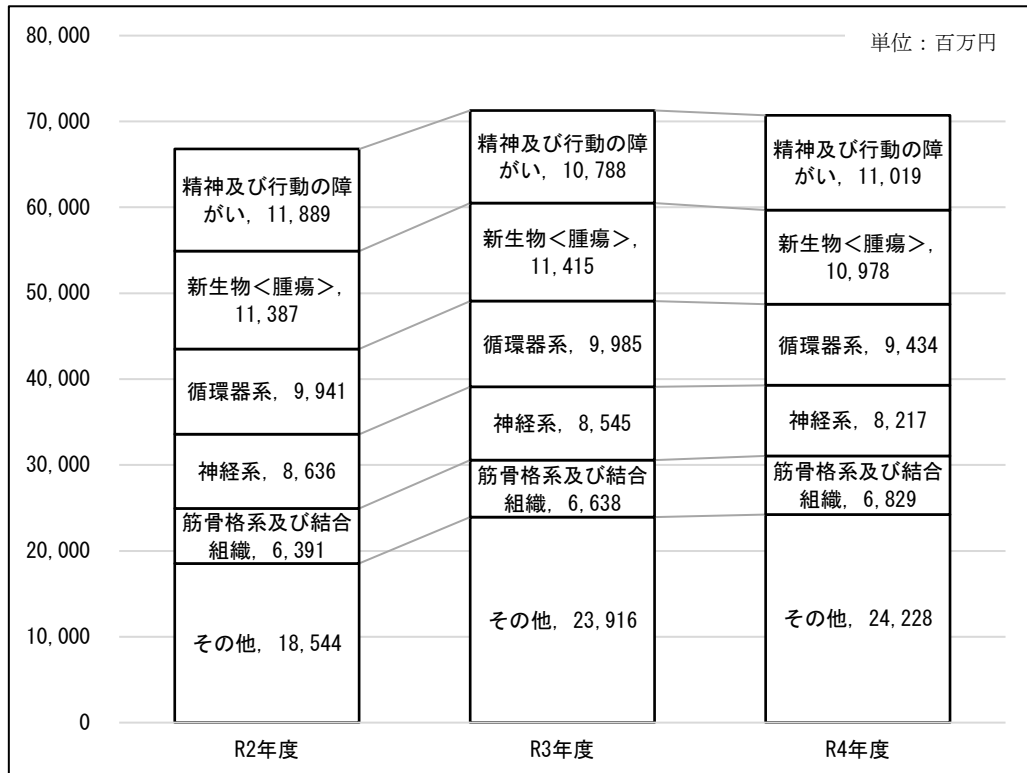 単位：百万円
80,000
70,000
60,000
50,000
40,000
30,000
20,000
10,000
0
精神及び行動の障
がい, 11,889
新生物＜腫瘍＞,
11,387
循環器系, 9,941
神経系, 8,636
筋骨格系及び結合
組織, 6,391
その他, 18,544
精神及び行動の障
がい, 10,788
新生物＜腫瘍＞,
11,415
循環器系, 9,985
神経系, 8,545
筋骨格系及び結合
組織, 6,638
その他, 23,916
精神及び行動の障
がい, 11,019
新生物＜腫瘍＞,
10,978
循環器系, 9,434
神経系, 8,217
筋骨格系及び結合
組織, 6,829
その他, 24,228
R2年度
R3年度
R4年度